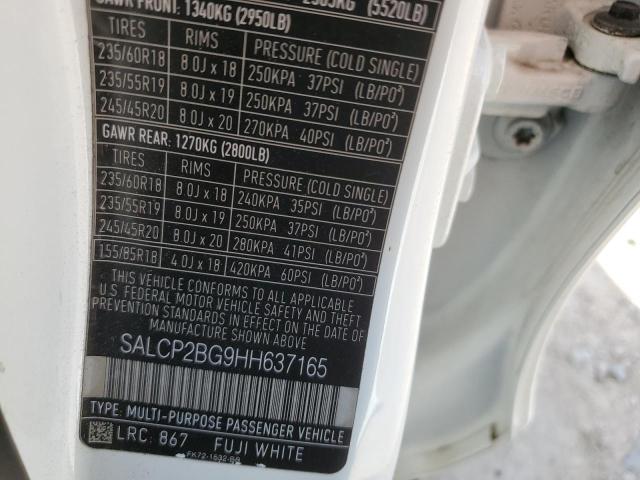 GAWR FRONT: 1340KG (2950LB) (5520LB)
TIRES RIMS PRESSURE (COLD SINGLE)
235/60R18 8.0J x 18 250KPA 37PSI (LB/PO²)
235/55R19 8.0J x 19 250KPA 37PSI (LB/PO²)
245/45R20 8.0J x 20 270KPA 40PSI (LB/PO²)
GAWR REAR: 1270KG (2800LB)
TIRES RIMS PRESSURE (COLD SINGLE)
235/60R18 8.0J x 18 240KPA 35PSI (LB/PO²)
235/55R19 8.0J x 19 250KPA 37PSI (LB/PO²)
245/45R20 8.0J x 20 280KPA 41PSI (LB/PO²)
155/85R18 4.0J x 18 420KPA 60PSI (LB/PO²)
THIS VEHICLE CONFORMS TO ALL APPLICABLE
U.S. FEDERAL MOTOR VEHICLE SAFETY AND THEFT
PREVENTION STANDARDS IN EFFECT ON THE DATE OF
MANUFACTURE SHOWN ABOVE
SALCP2BG9HH637165
TYPE: MULTI-PURPOSE PASSENGER VEHICLE
LRC: 867 FUJI WHITE
FK72-1532-BB